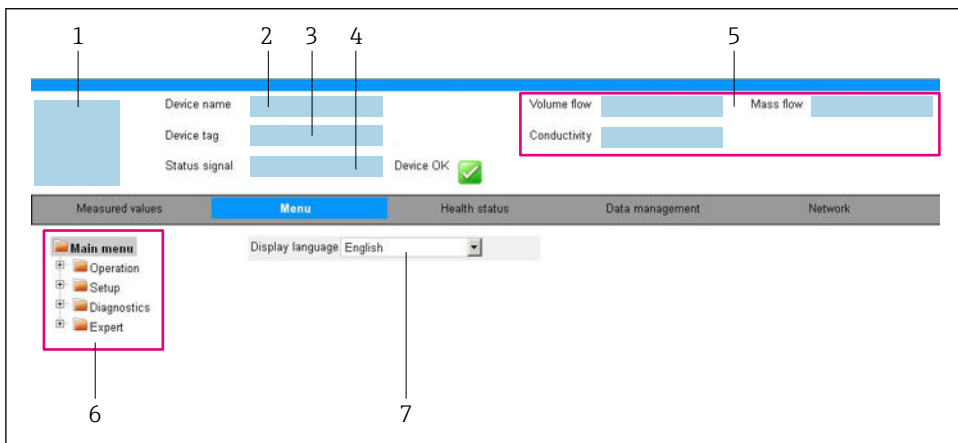 1 2 3 4 5
Device name Volume flow Mass flow
Device tag Conductivity
Status signal Device OK
Measured values Menu Health status Data management Network
Main menu Display language English
Operation
Setup
Diagnostics
Expert
6 7